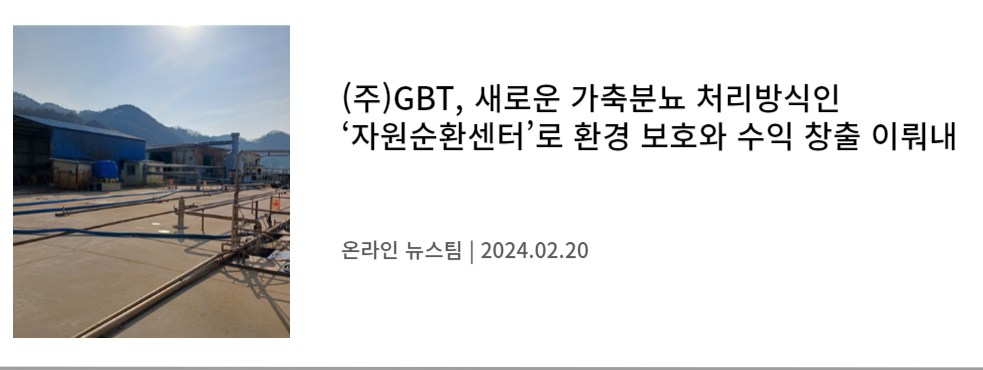 (주)GBT, 새로운 가축분뇨 처리방식인
‘자원순환센터’로 환경 보호와 수익 창출 이뤄내
온라인 뉴스팀 | 2024.02.20